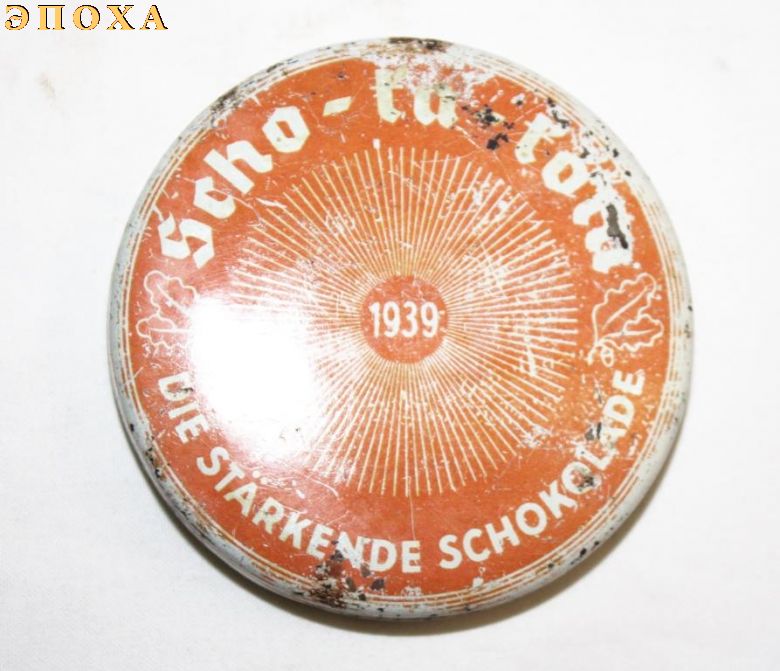 ЭПОХА
Scho-ka-kola
1939
DIE STÄRKENDE SCHOKOLADE